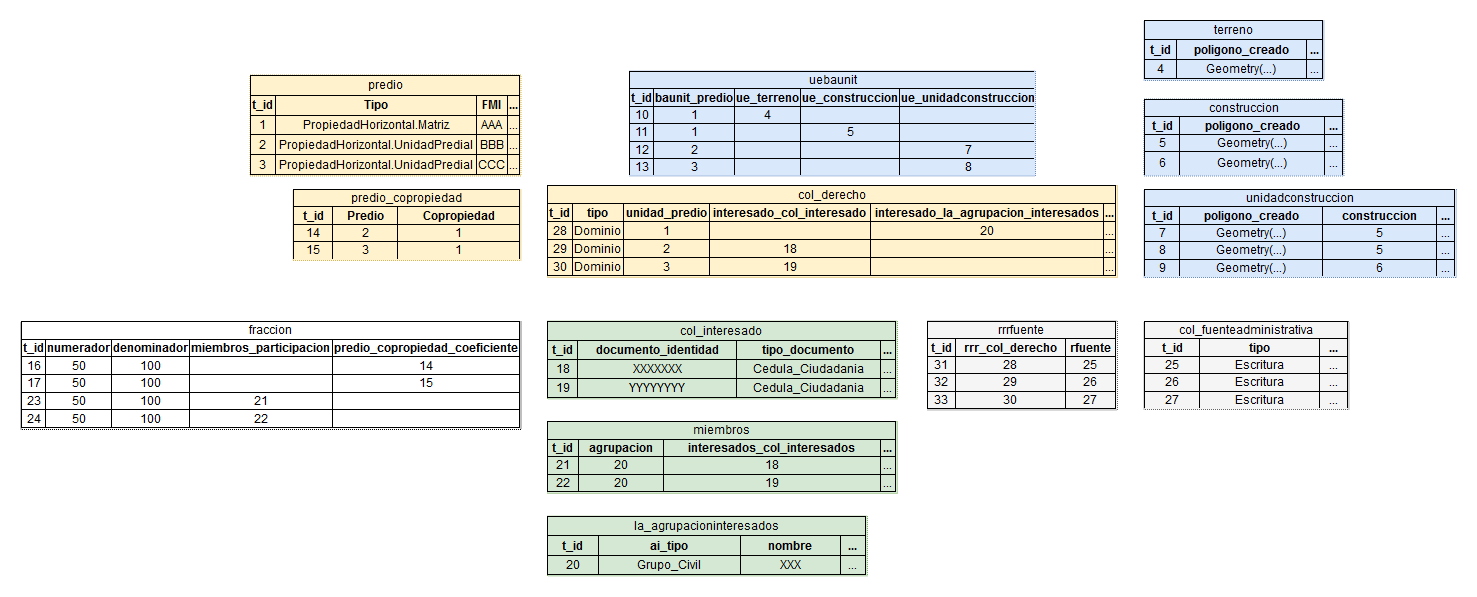 predio
t_id Tipo FMI ...
1 PropiedadHorizontal.Matriz AAA ...
2 PropiedadHorizontal.UnidadPredial BBB ...
3 PropiedadHorizontal.UnidadPredial CCC ...
predio_copropiedad
t_id Predio Copropiedad
14 2 1
15 3 1
uebaunit
t_id baunit_predio ue_terreno ue_construccion ue_unidadconstruccion
10 1 4
11 1 5
12 2 7
13 3 8
col_derecho
t_id tipo unidad_predio interesado_col_interesado interesado_la_agrupacion_interesados ...
28 Dominio 1 20 ...
29 Dominio 2 18 ...
30 Dominio 3 19 ...
terreno
t_id poligono_creado ...
4 Geometry(...) ...
construccion
t_id poligono_creado ...
5 Geometry(...) ...
6 Geometry(...) ...
unidadconstruccion
t_id poligono_creado construccion ...
7 Geometry(...) 5 ...
8 Geometry(...) 5 ...
9 Geometry(...) 6 ...
fraccion
t_id numerador denominador miembros_participacion predio_copropiedad_coeficiente
16 50 100 14
17 50 100 15
23 50 100 21
24 50 100 22
col_interesado
t_id documento_identidad tipo_documento ...
18 XXXXXXX Cedula_Ciudadania ...
19 YYYYYYYY Cedula_Ciudadania ...
miembros
t_id agrupacion interesados_col_interesados ...
21 20 18 ...
22 20 19 ...
la_agrupacioninteresados
t_id ai_tipo nombre ...
20 Grupo_Civil XXX ...
rrrfuente
t_id rrr_col_derecho rfuente
31 28 25
32 29 26
33 30 27
col_fuenteadministrativa
t_id tipo ...
25 Escritura ...
26 Escritura ...
27 Escritura ...